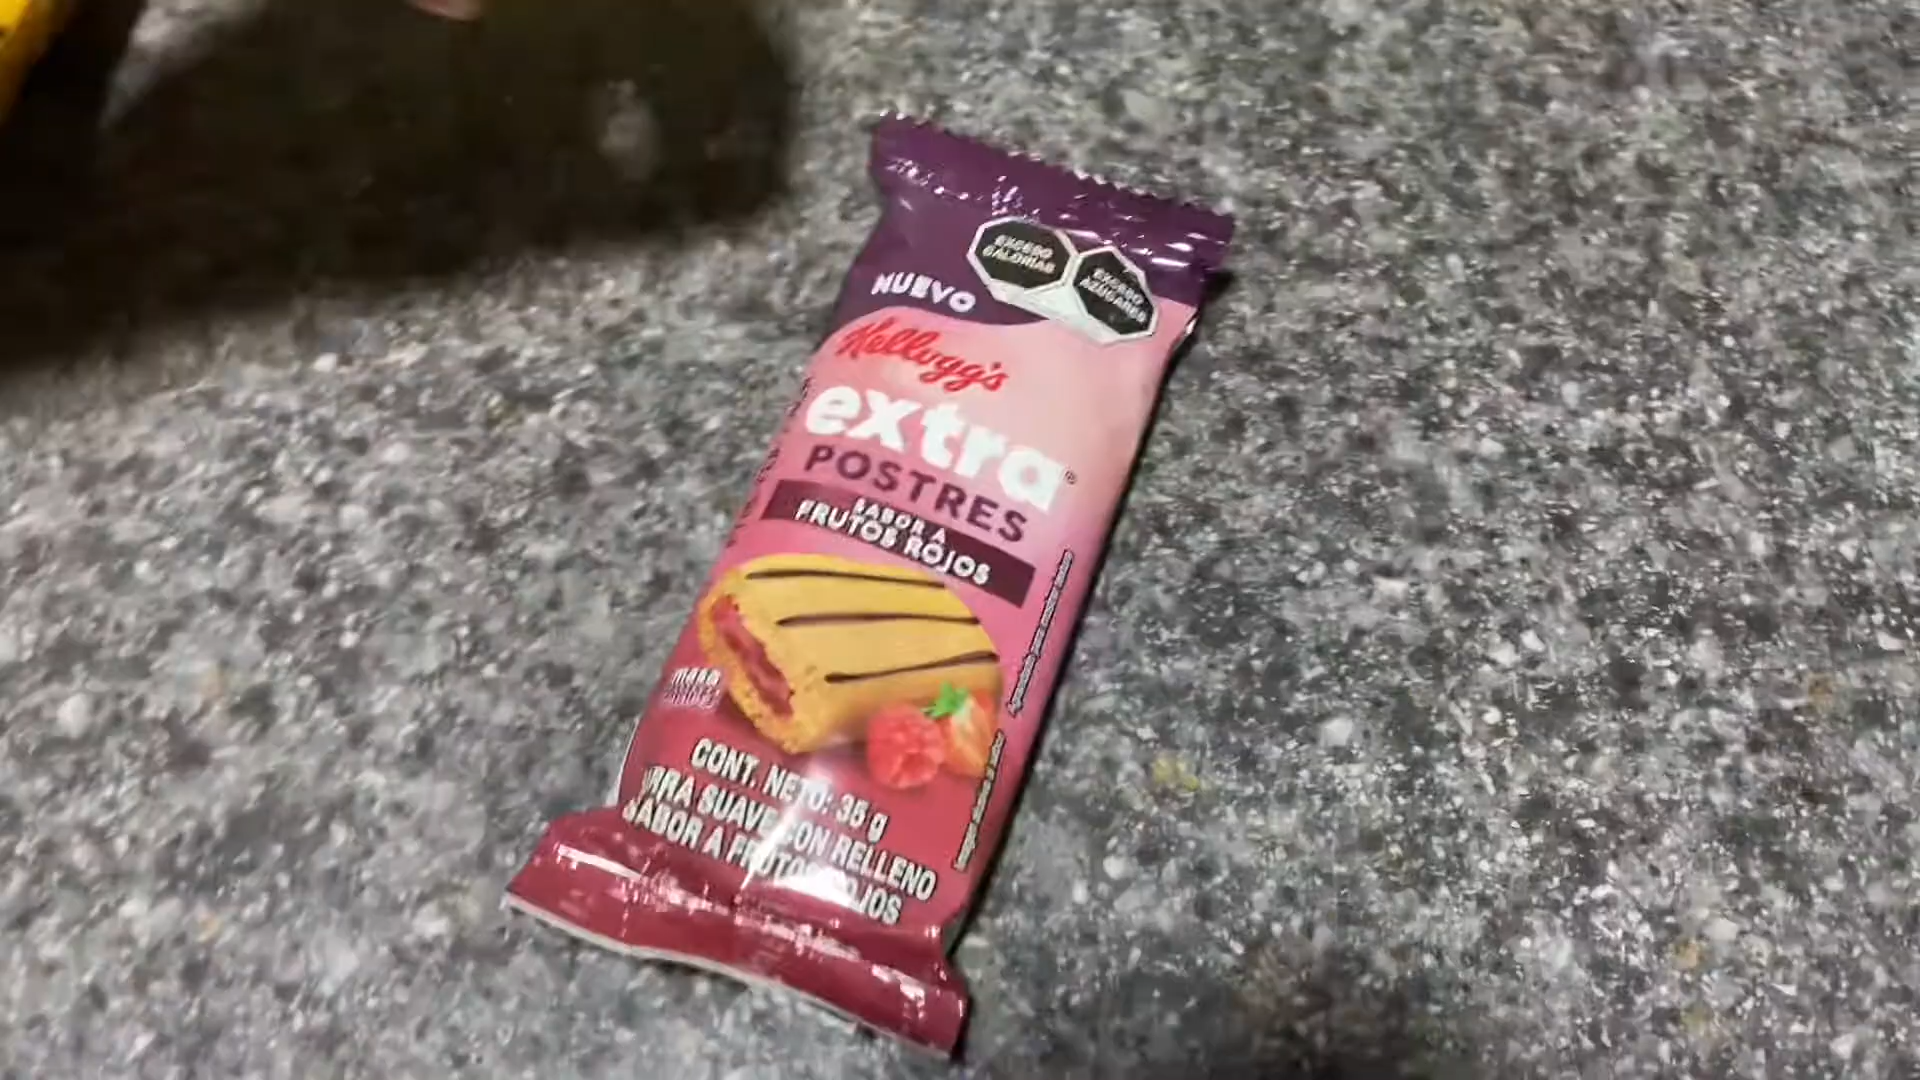 EXCESO
CALORÍAS
EXCESO
AZÚCARES
NUEVO
Kellogg's
extra®
POSTRES
SABOR A
FRUTOS ROJOS
CONT. NETO: 35 g
SUAVE CON RELLENO
SABOR A FRUTOS ROJOS